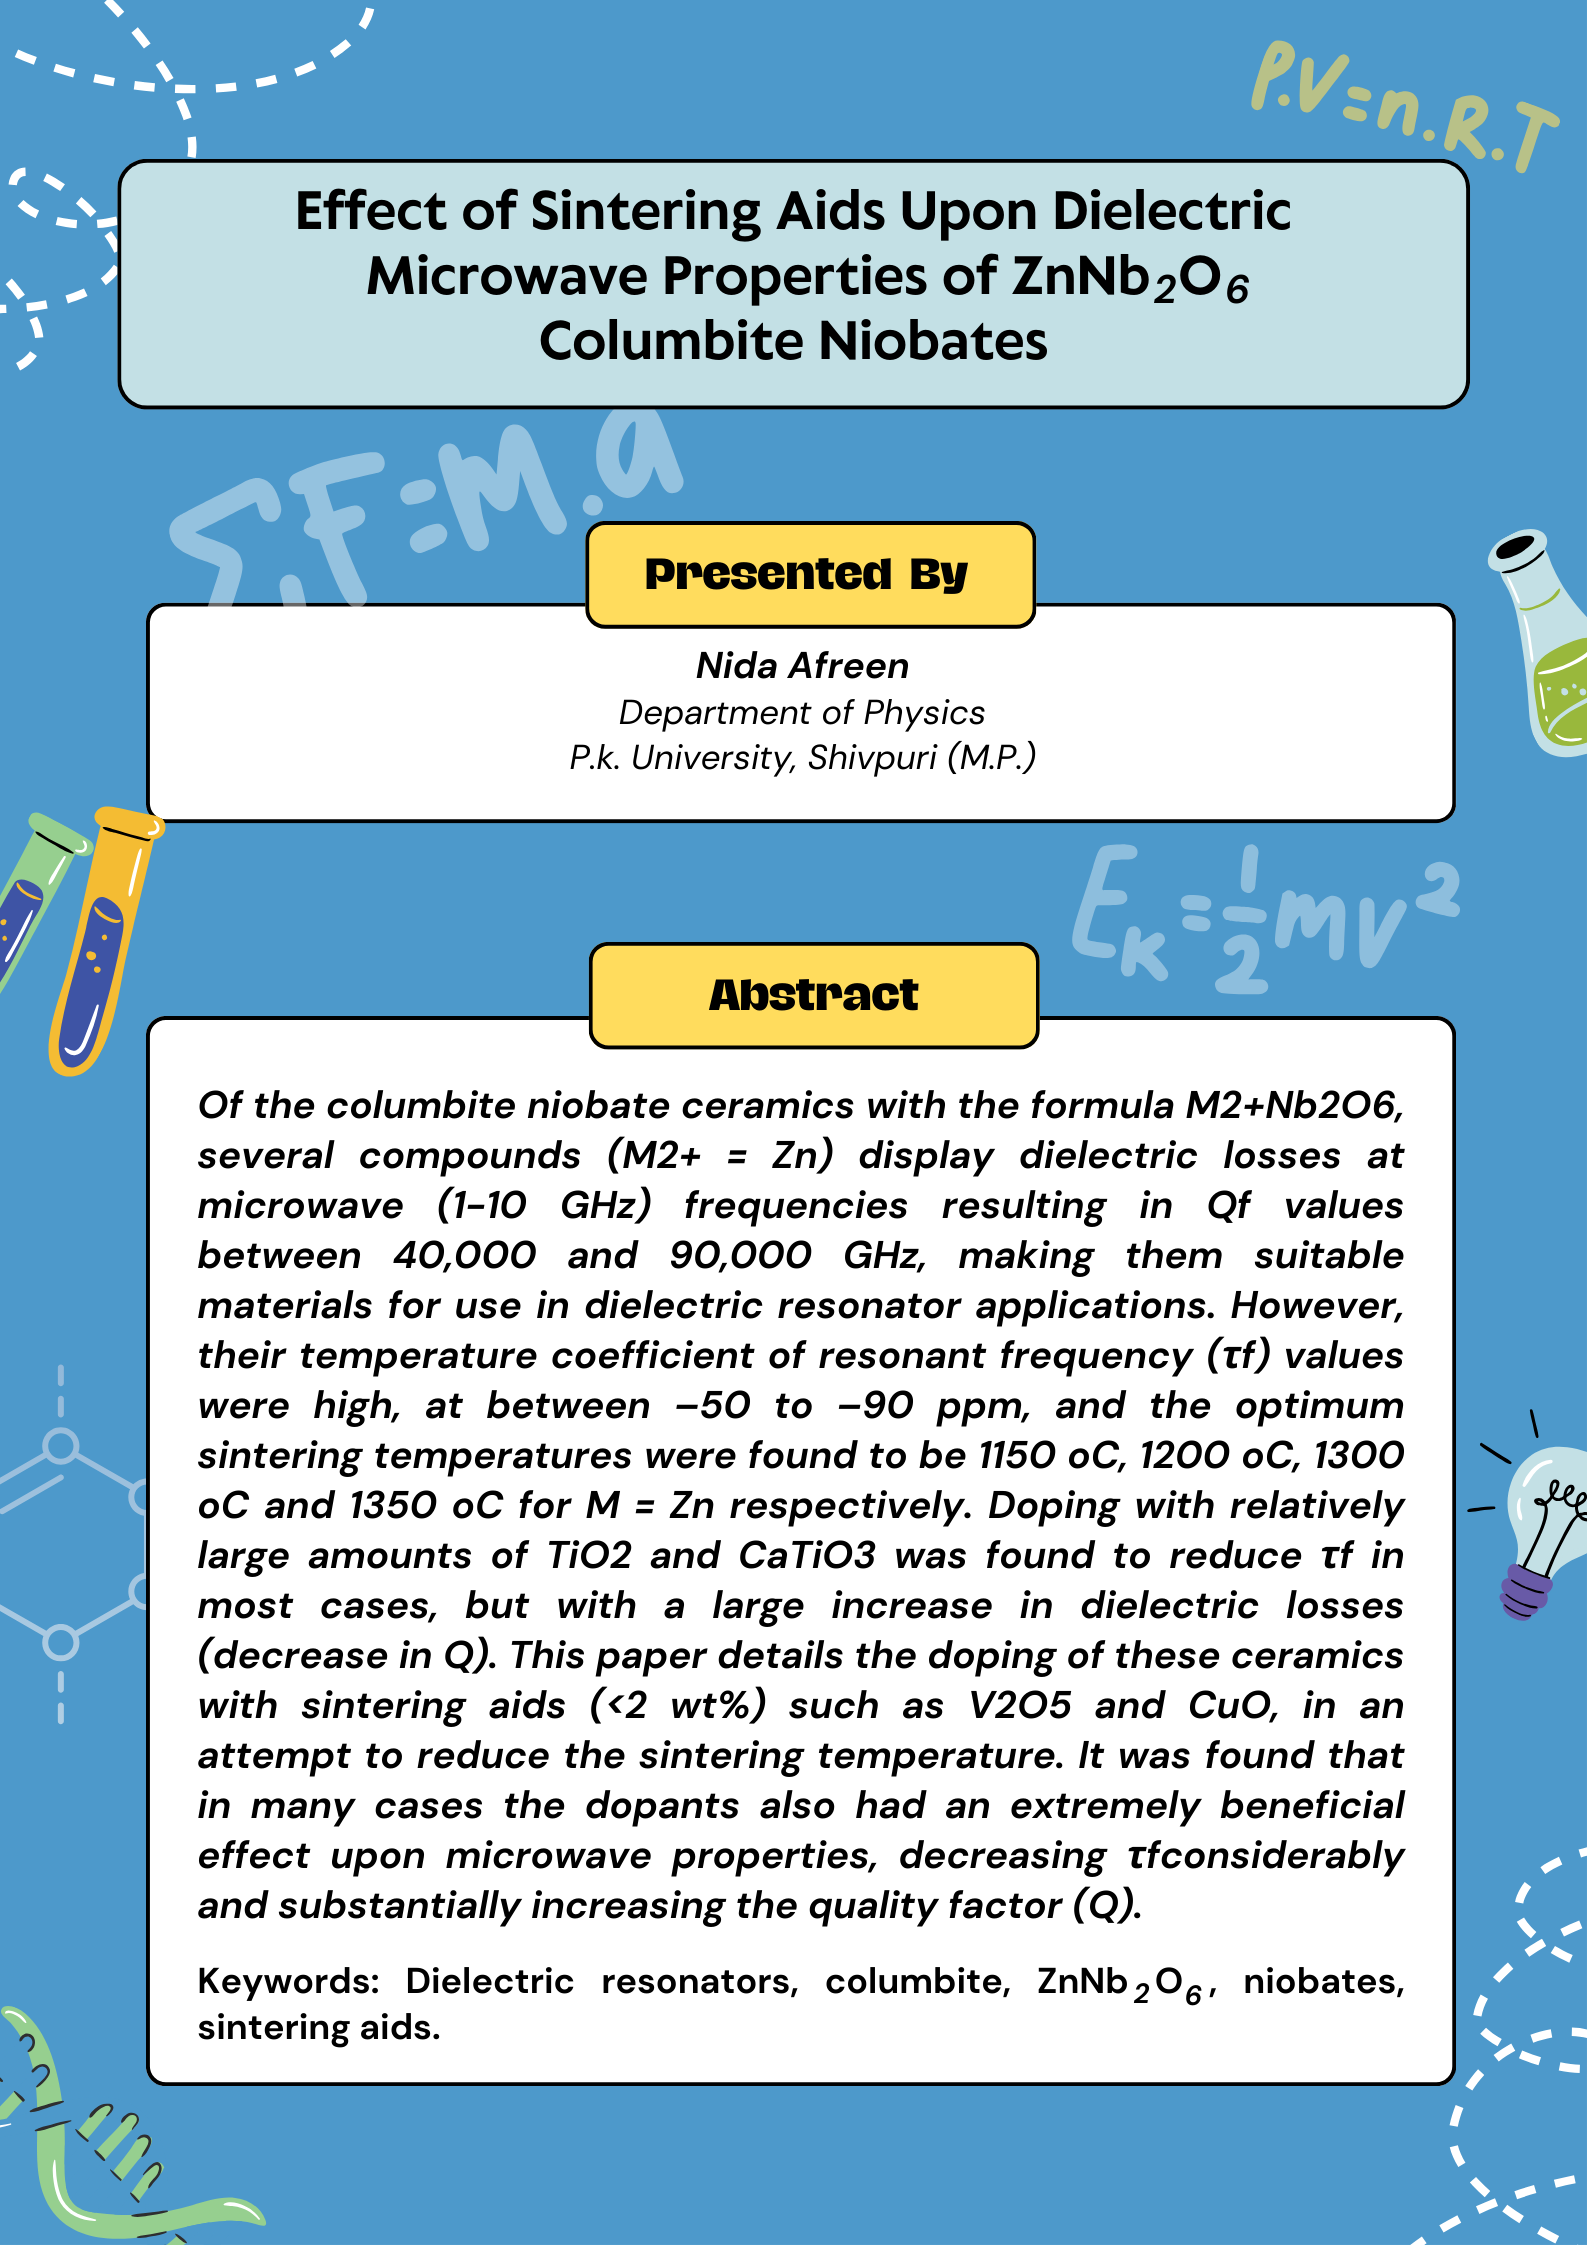 P.V=n.R.T
Effect of Sintering Aids Upon Dielectric
Microwave Properties of ZnNb₂O₆
Columbite Niobates
Σ.F=M.a
Presented By
Nida Afreen
Department of Physics
P.k. University, Shivpuri (M.P.)
Eₖ=½mv²
Abstract
Of the columbite niobate ceramics with the formula M2+Nb2O6,
several compounds (M2+ = Zn) display dielectric losses at
microwave (1-10 GHz) frequencies resulting in Qf values
between 40,000 and 90,000 GHz, making them suitable
materials for use in dielectric resonator applications. However,
their temperature coefficient of resonant frequency (τf) values
were high, at between –50 to –90 ppm, and the optimum
sintering temperatures were found to be 1150 oC, 1200 oC, 1300
oC and 1350 oC for M = Zn respectively. Doping with relatively
large amounts of TiO2 and CaTiO3 was found to reduce τf in
most cases, but with a large increase in dielectric losses
(decrease in Q). This paper details the doping of these ceramics
with sintering aids (<2 wt%) such as V2O5 and CuO, in an
attempt to reduce the sintering temperature. It was found that
in many cases the dopants also had an extremely beneficial
effect upon microwave properties, decreasing τfconsiderably
and substantially increasing the quality factor (Q).
Keywords: Dielectric resonators, columbite, ZnNb₂O₆, niobates,
sintering aids.